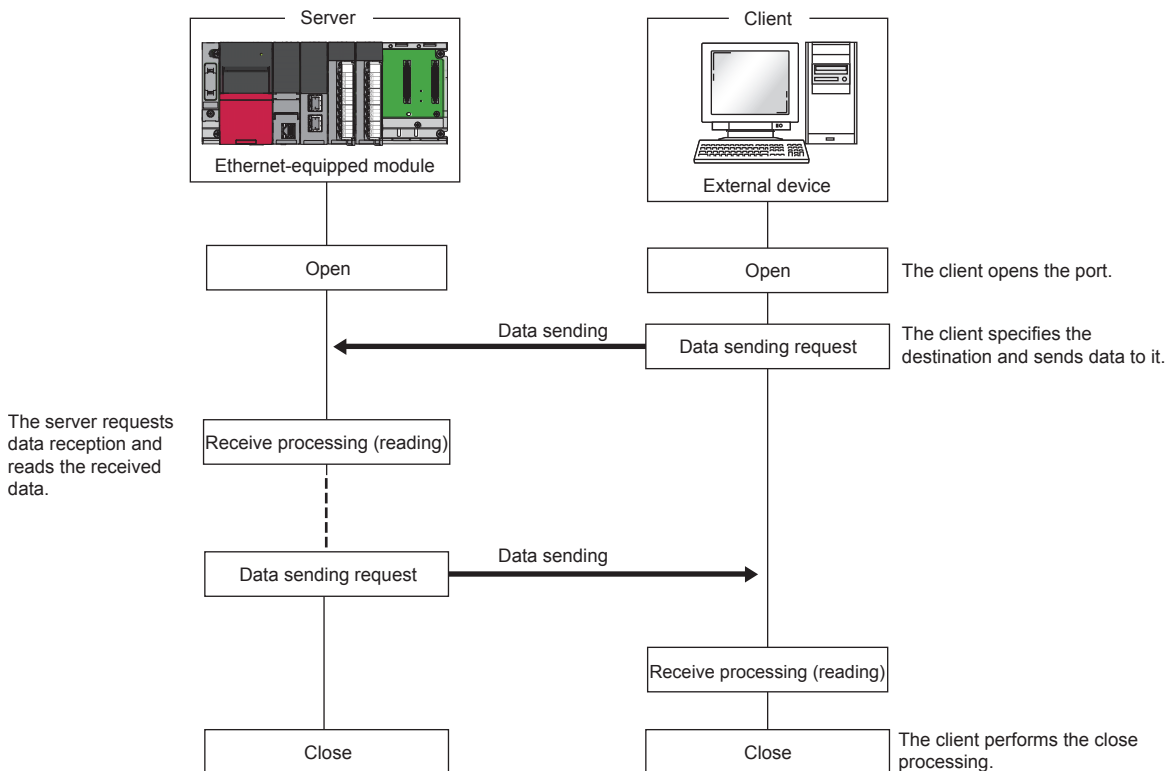 Server
Client
Ethernet-equipped module
External device
Open
Open
The client opens the port.
Data sending
Data sending request
The client specifies the
destination and sends data to it.
The server requests
data reception and
reads the received
data.
Receive processing (reading)
Data sending request
Data sending
Receive processing (reading)
Close
Close
The client performs the close
processing.